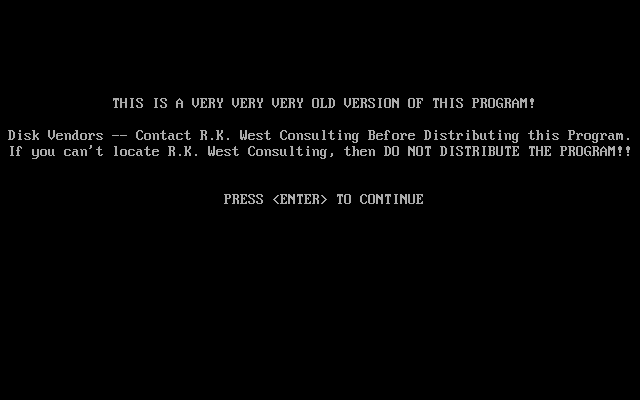 THIS IS A VERY VERY VERY OLD VERSION OF THIS PROGRAM!
Disk Vendors -- Contact R.K. West Consulting Before Distributing this Program.
If you can't locate R.K. West Consulting, then DO NOT DISTRIBUTE THE PROGRAM!!
PRESS <ENTER> TO CONTINUE